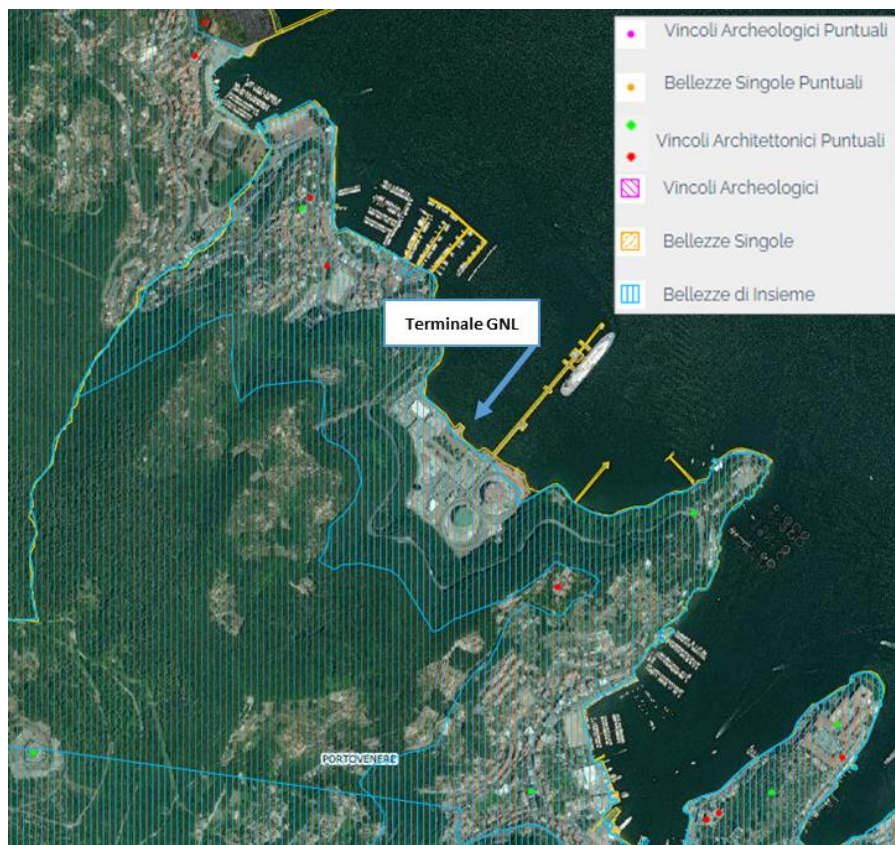 Vincoli Archeologici Puntuali
Bellezze Singole Puntuali
Vincoli Architettonici Puntuali
Vincoli Archeologici
Bellezze Singole
Bellezze di Insieme
Terminale GNL
PORTOVENERE